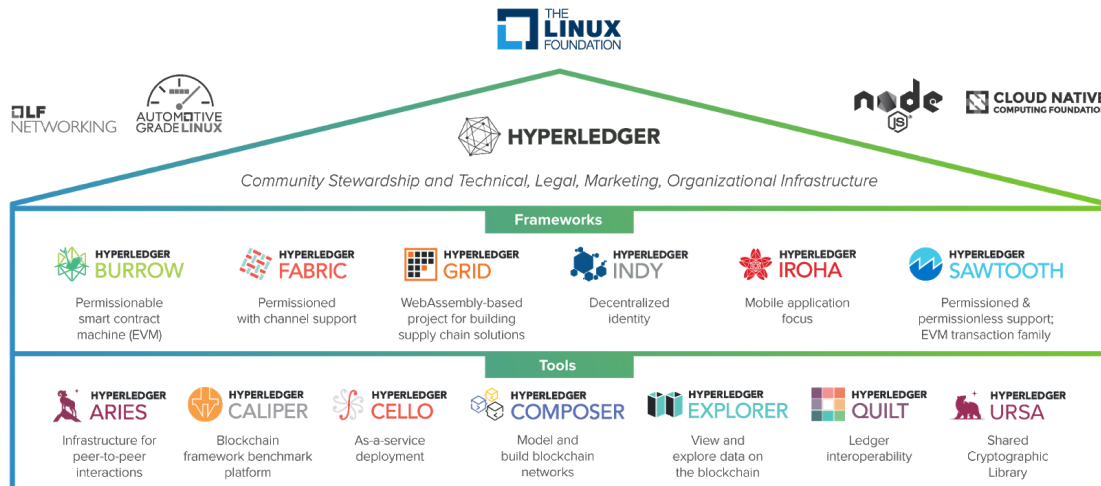 THE
LINUX
FOUNDATION
LF
NETWORKING
AUTOMOTIVE
GRADELINUX
node
JS
CLOUD NATIVE
COMPUTING FOUNDATION
HYPERLEDGER
Community Stewardship and Technical, Legal, Marketing, Organizational Infrastructure
Frameworks
HYPERLEDGER
BURROW
Permissionable
smart contract
machine (EVM)
HYPERLEDGER
FABRIC
Permissioned
with channel support
HYPERLEDGER
GRID
WebAssembly-based
project for building
supply chain solutions
HYPERLEDGER
INDY
Decentralized
identity
HYPERLEDGER
IROHA
Mobile application
focus
HYPERLEDGER
SAWTOOTH
Permissioned &
permissionless support;
EVM transaction family
Tools
HYPERLEDGER
ARIES
Infrastructure for
peer-to-peer
interactions
HYPERLEDGER
CALIPER
Blockchain
framework benchmark
platform
HYPERLEDGER
CELLO
As-a-service
deployment
HYPERLEDGER
COMPOSER
Model and
build blockchain
networks
HYPERLEDGER
EXPLORER
View and
explore data on
the blockchain
HYPERLEDGER
QUILT
Ledger
interoperability
HYPERLEDGER
URSA
Shared
Cryptographic
Library